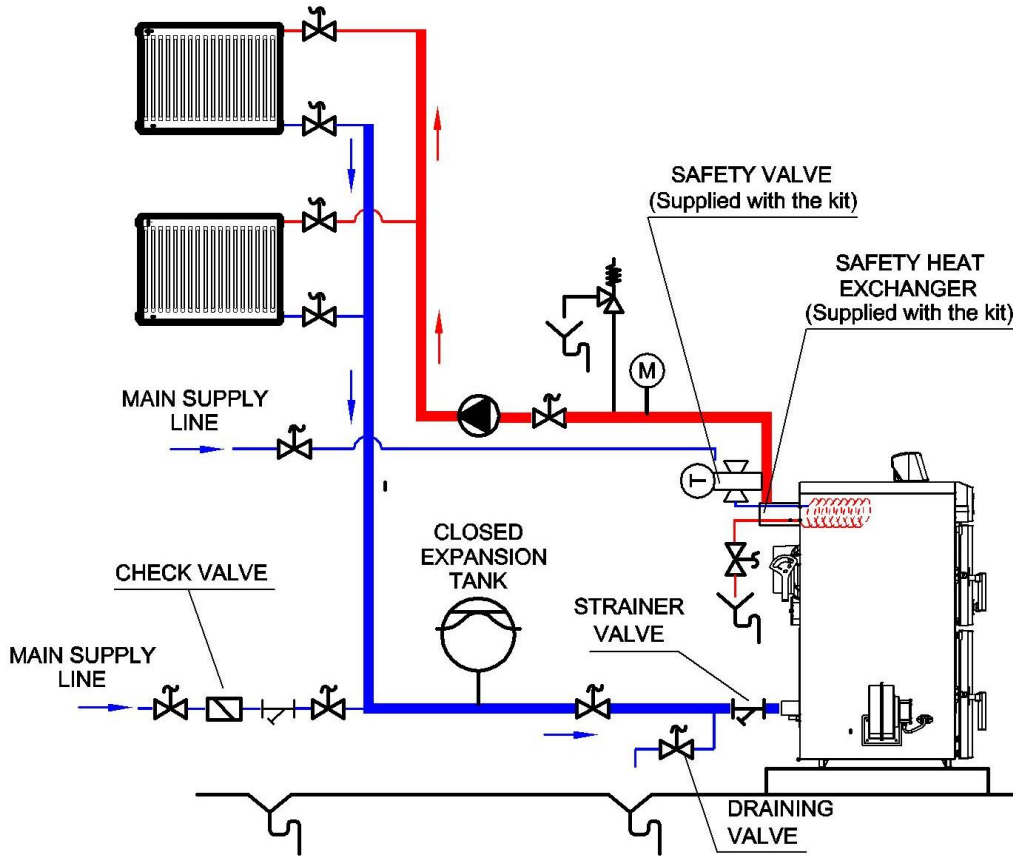 SAFETY VALVE
(Supplied with the kit)
SAFETY HEAT
EXCHANGER
(Supplied with the kit)
M
MAIN SUPPLY
LINE
T
CLOSED
EXPANSION
TANK
CHECK VALVE
STRAINER
VALVE
MAIN SUPPLY
LINE
DRAINING
VALVE